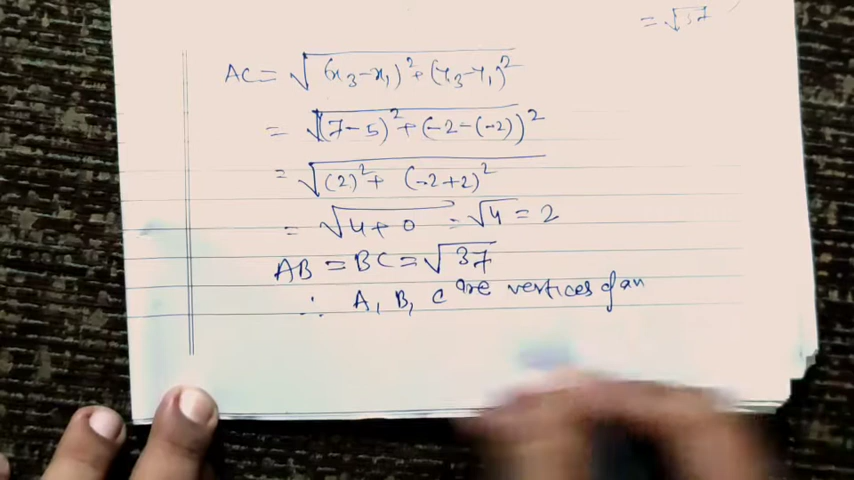 = √37
AC = √(x₃-x₁)²+(y₃-y₁)²
= √(7-5)²+(-2-(-2))²
= √(2)²+ (-2+2)²
= √4+0 = √4 = 2
AB = BC = √37
∴ A, B, C are vertices of an